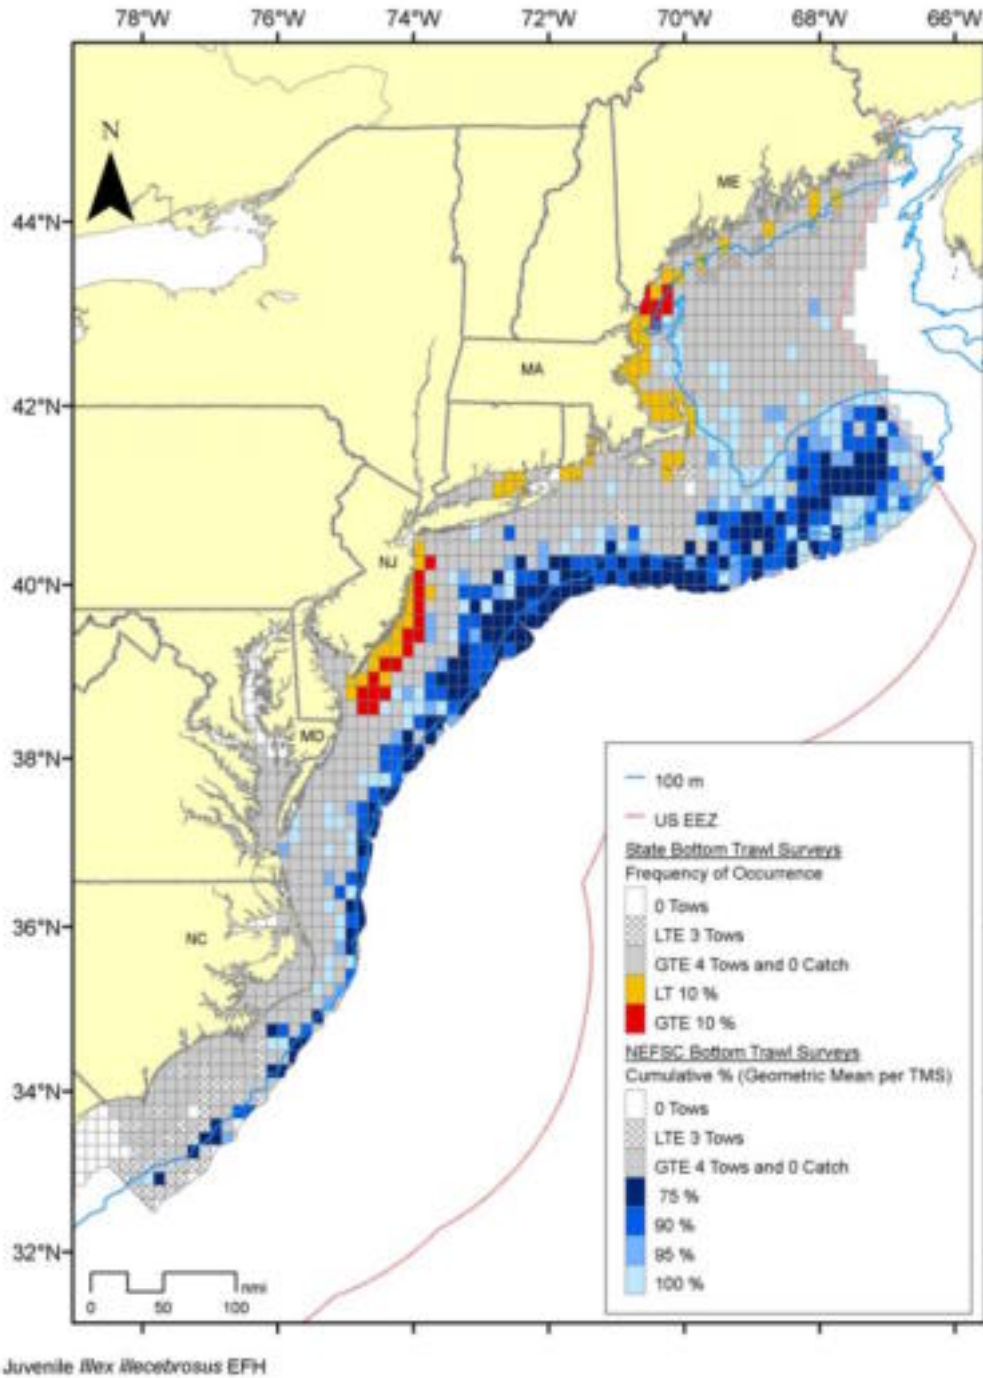 78°W 76°W 74°W 72°W 70°W 68°W 66°W
N
ME
44°N
MA
42°N
NJ
40°N
MD
38°N
100 m
US EEZ
State Bottom Trawl Surveys
Frequency of Occurrence
0 Tows
LTE 3 Tows
GTE 4 Tows and 0 Catch
LT 10 %
GTE 10 %
NEFSC Bottom Trawl Surveys
Cumulative % (Geometric Mean per TMS)
0 Tows
LTE 3 Tows
GTE 4 Tows and 0 Catch
75 %
90 %
95 %
100 %
36°N
NC
34°N
32°N
nmi
0 50 100
Juvenile Illex illecebrosus EFH